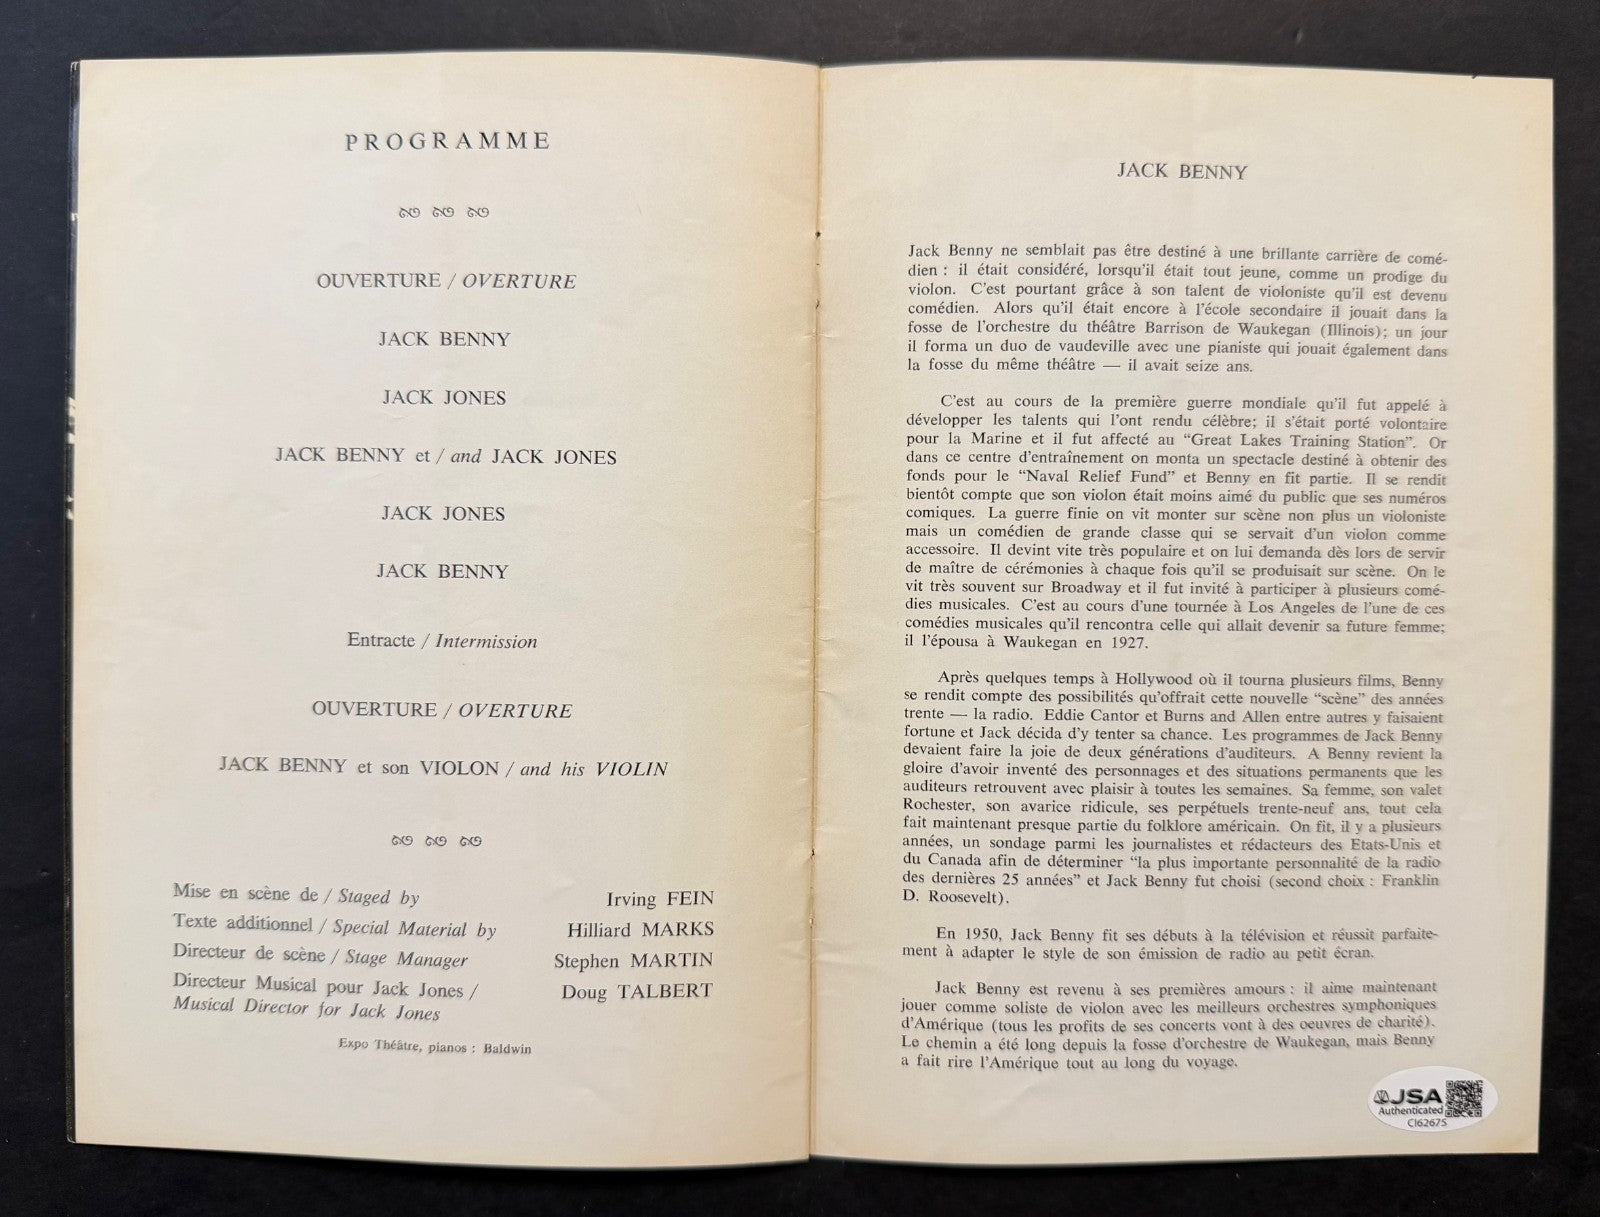 PROGRAMME
OUVERTURE / OVERTURE
JACK BENNY
JACK JONES
JACK BENNY et / and JACK JONES
JACK JONES
JACK BENNY
Entracte / Intermission
OUVERTURE / OVERTURE
JACK BENNY et son VIOLON / and his VIOLIN
Mise en scène de / Staged by Irving FEIN
Texte additionnel / Special Material by Hilliard MARKS
Directeur de scène / Stage Manager Stephen MARTIN
Directeur Musical pour Jack Jones / Doug TALBERT
Musical Director for Jack Jones
Expo Théâtre, pianos : Baldwin
JACK BENNY
Jack Benny ne semblait pas être destiné à une brillante carrière de comé-
dien : il était considéré, lorsqu'il était tout jeune, comme un prodige du
violon. C'est pourtant grâce à son talent de violoniste qu'il est devenu
comédien. Alors qu'il était encore à l'école secondaire il jouait dans la
fosse de l'orchestre du théâtre Barrison de Waukegan (Illinois); un jour
il forma un duo de vaudeville avec une pianiste qui jouait également dans
la fosse du même théâtre — il avait seize ans.
C'est au cours de la première guerre mondiale qu'il fut appelé à
développer les talents qui l'ont rendu célèbre; il s'était porté volontaire
pour la Marine et il fut affecté au “Great Lakes Training Station”. Or
dans ce centre d'entraînement on monta un spectacle destiné à obtenir des
fonds pour le “Naval Relief Fund” et Benny en fit partie. Il se rendit
bientôt compte que son violon était moins aimé du public que ses numéros
comiques. La guerre finie on vit monter sur scène non plus un violoniste
mais un comédien de grande classe qui se servait d'un violon comme
accessoire. Il devint vite très populaire et on lui demanda dès lors de servir
de maître de cérémonies à chaque fois qu'il se produisait sur scène. On le
vit très souvent sur Broadway et il fut invité à participer à plusieurs comé-
dies musicales. C'est au cours d'une tournée à Los Angeles de l'une de ces
comédies musicales qu'il rencontra celle qui allait devenir sa future femme;
il l'épousa à Waukegan en 1927.
Après quelques temps à Hollywood où il tourna plusieurs films, Benny
se rendit compte des possibilités qu'offrait cette nouvelle “scène” des années
trente — la radio. Eddie Cantor et Burns and Allen entre autres y faisaient
fortune et Jack décida d'y tenter sa chance. Les programmes de Jack Benny
devaient faire la joie de deux générations d'auditeurs. A Benny revient la
gloire d'avoir inventé des personnages et des situations permanents que les
auditeurs retrouvent avec plaisir à toutes les semaines. Sa femme, son valet
Rochester, son avarice ridicule, ses perpétuels trente-neuf ans, tout cela
fait maintenant presque partie du folklore américain. On fit, il y a plusieurs
années, un sondage parmi les journalistes et rédacteurs des Etats-Unis et
du Canada afin de déterminer “la plus importante personnalité de la radio
des dernières 25 années” et Jack Benny fut choisi (second choix : Franklin
D. Roosevelt).
En 1950, Jack Benny fit ses débuts à la télévision et réussit parfaite-
ment à adapter le style de son émission de radio au petit écran.
Jack Benny est revenu à ses premières amours : il aime maintenant
jouer comme soliste de violon avec les meilleurs orchestres symphoniques
d'Amérique (tous les profits de ses concerts vont à des oeuvres de charité).
Le chemin a été long depuis la fosse d'orchestre de Waukegan, mais Benny
a fait rire l'Amérique tout au long du voyage.
JSA
Authenticated
CI62675